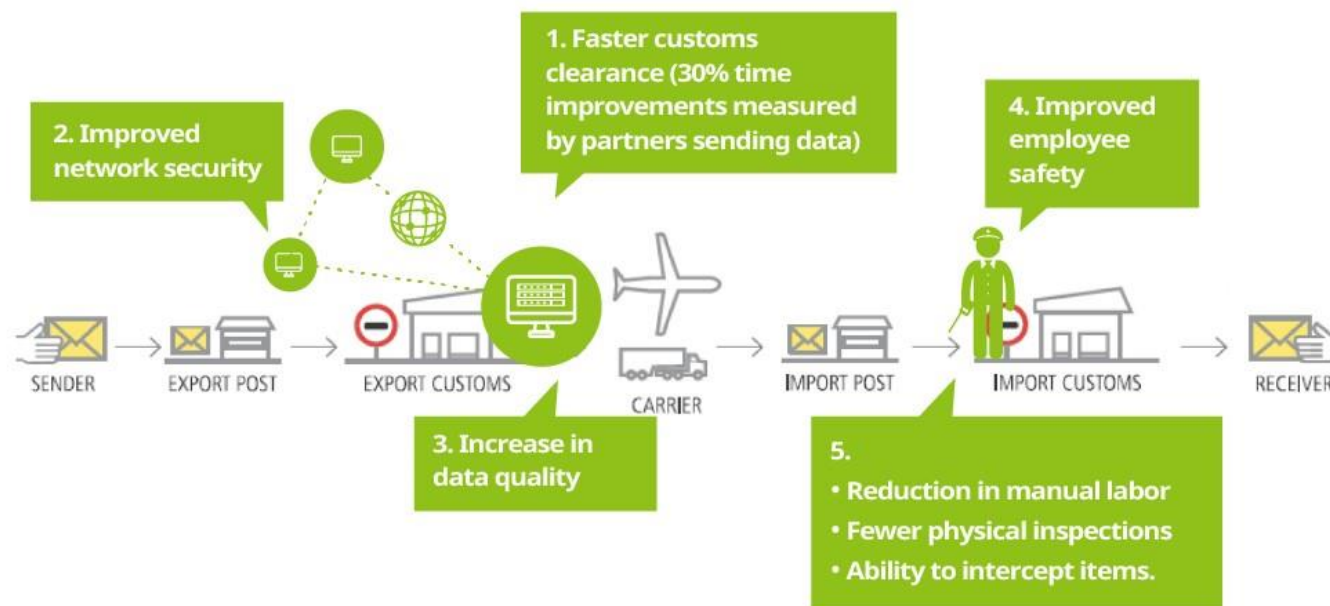 1. Faster customs
clearance (30% time
improvements measured
by partners sending data)
2. Improved
network security
4. Improved
employee
safety
SENDER
EXPORT POST
EXPORT CUSTOMS
CARRIER
IMPORT POST
IMPORT CUSTOMS
RECEIVER
3. Increase in
data quality
5.
• Reduction in manual labor
• Fewer physical inspections
• Ability to intercept items.